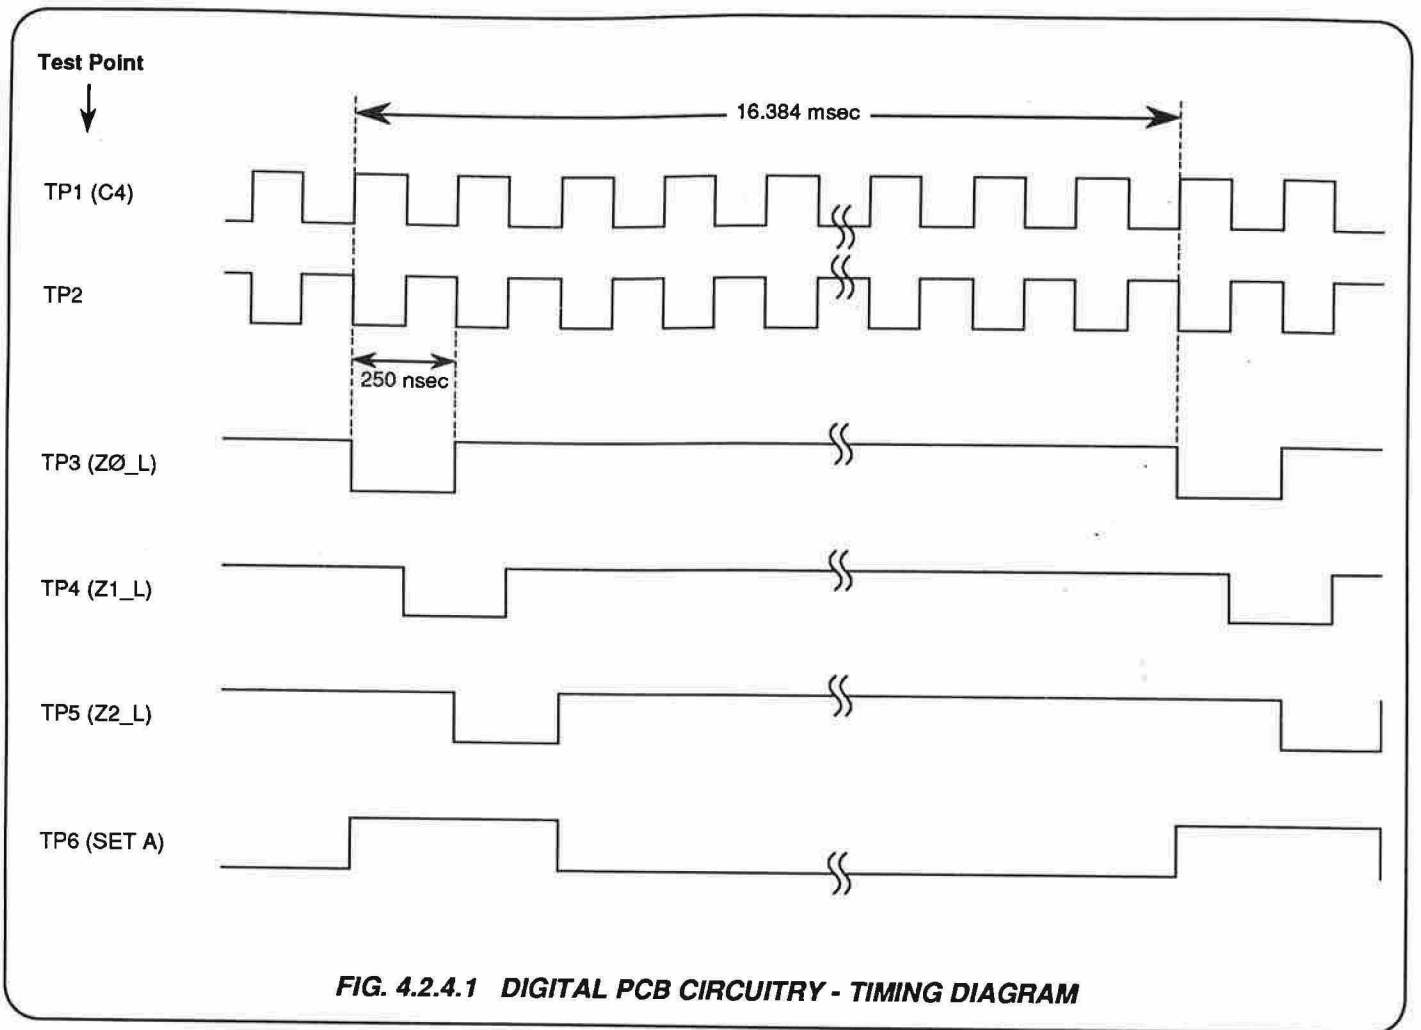 Test Point
16.384 msec
TP1 (C4)
TP2
250 nsec
TP3 (ZØ_L)
TP4 (Z1_L)
TP5 (Z2_L)
TP6 (SET A)
FIG. 4.2.4.1 DIGITAL PCB CIRCUITRY - TIMING DIAGRAM